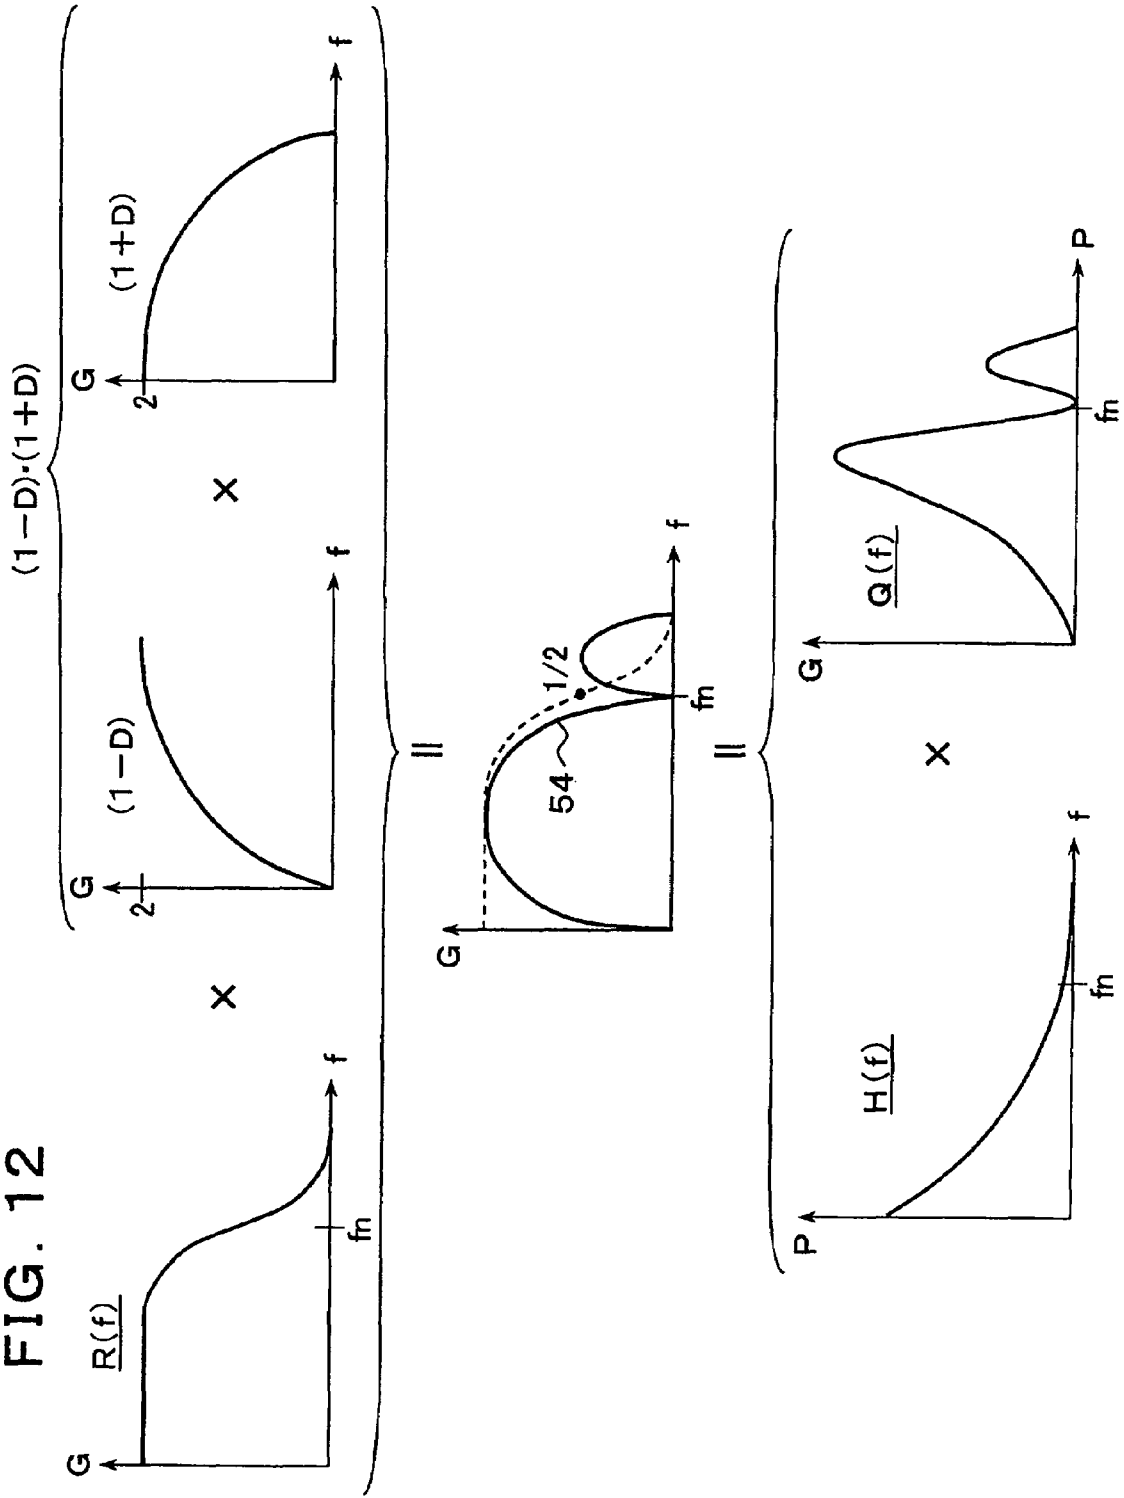 FIG. 12
(1−D)·(1+D)
G
R(f)
fn
f
×
G
2
(1−D)
f
×
G
2
(1+D)
f
=
G
54
1/2
fn
f
=
P
H(f)
fn
f
×
G
Q(f)
fn
P